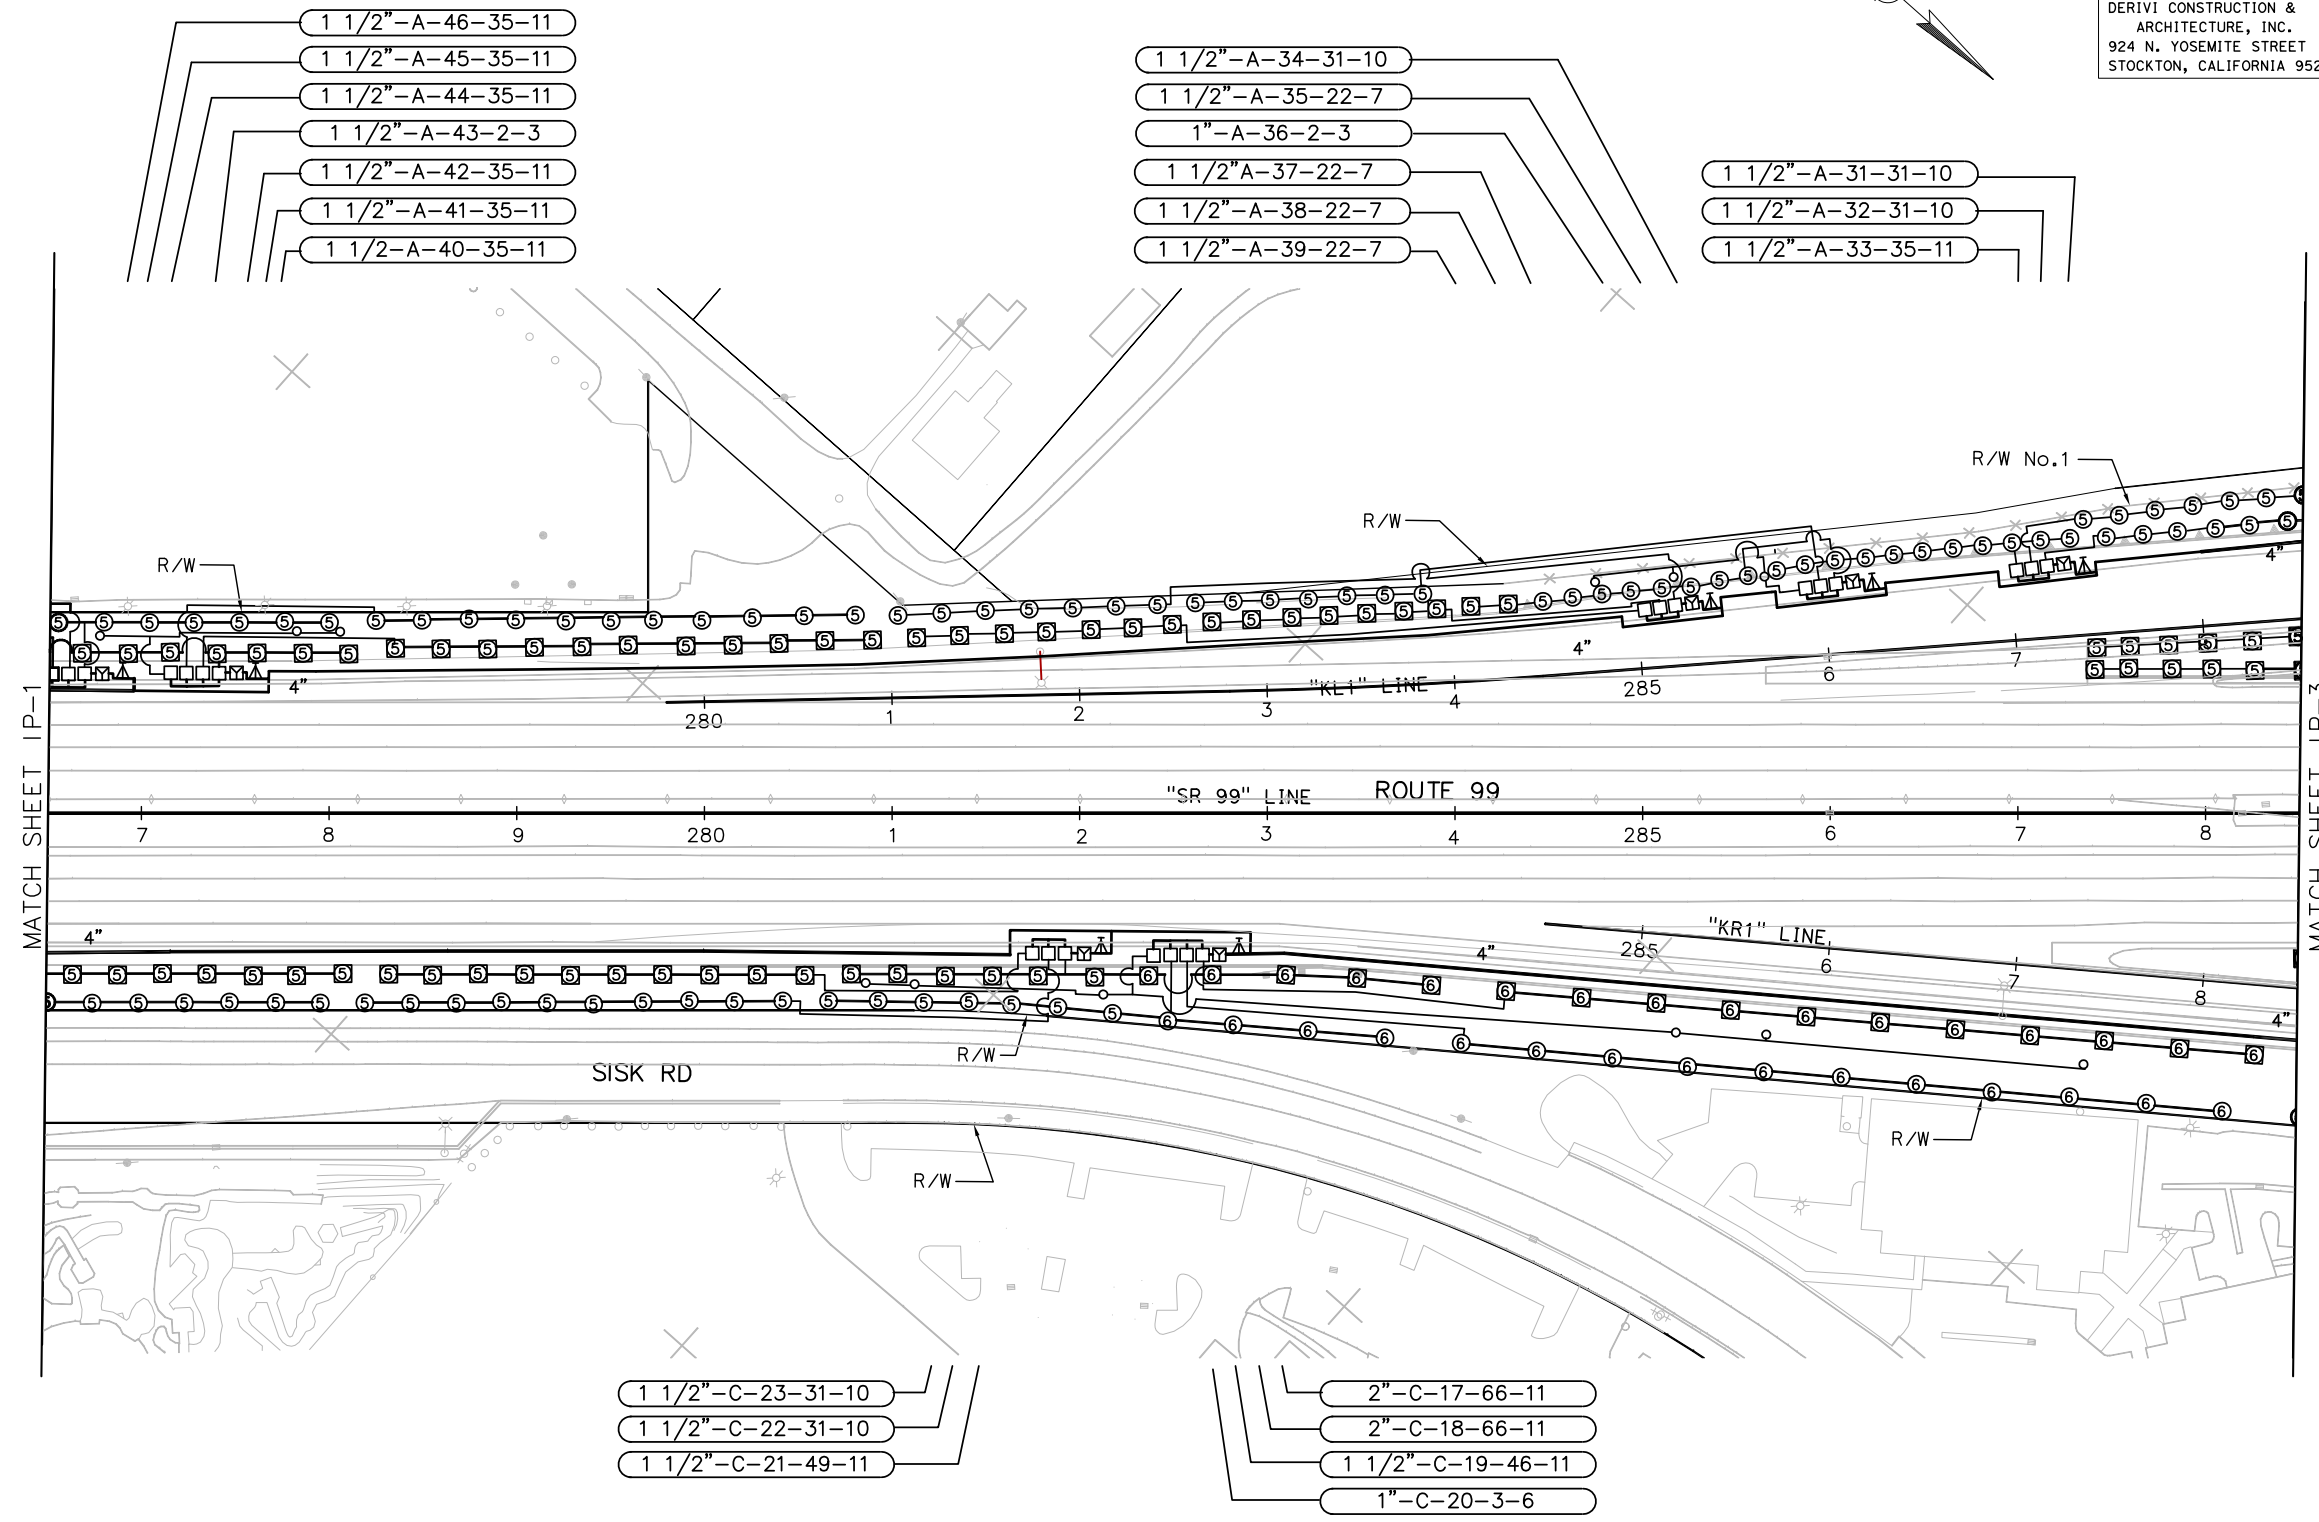 DERIVI CONSTRUCTION &
ARCHITECTURE, INC.
924 N. YOSEMITE STREET
STOCKTON, CALIFORNIA 952
1 1/2"-A-46-35-11
1 1/2"-A-45-35-11
1 1/2"-A-44-35-11
1 1/2"-A-43-2-3
1 1/2"-A-42-35-11
1 1/2"-A-41-35-11
1 1/2-A-40-35-11
1 1/2"-A-34-31-10
1 1/2"-A-35-22-7
1"-A-36-2-3
1 1/2"A-37-22-7
1 1/2"-A-38-22-7
1 1/2"-A-39-22-7
1 1/2"-A-31-31-10
1 1/2"-A-32-31-10
1 1/2"-A-33-35-11
R/W No.1
R/W
R/W
4"
4"
4"
"KL1" LINE
280 1 2 3 4 285 6 7
MATCH SHEET IP-1
MATCH SHEET IP-3
"SR 99" LINE ROUTE 99
7 8 9 280 1 2 3 4 285 6 7 8
"KR1" LINE
285 6 7 8
4"
4"
4"
R/W
SISK RD
R/W
R/W
1 1/2"-C-23-31-10
1 1/2"-C-22-31-10
1 1/2"-C-21-49-11
2"-C-17-66-11
2"-C-18-66-11
1 1/2"-C-19-46-11
1"-C-20-3-6